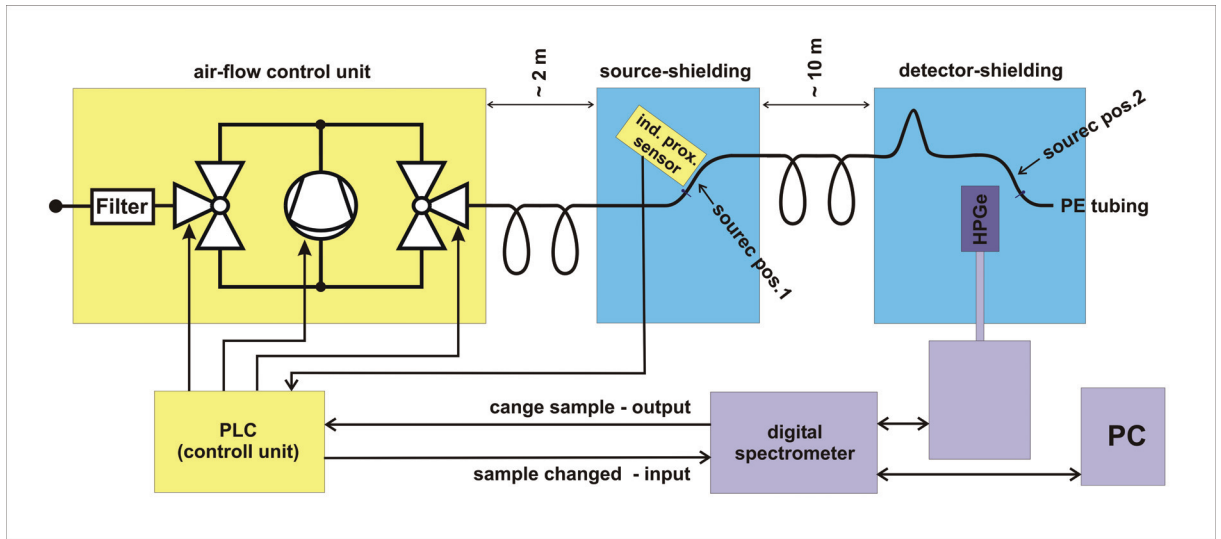 air-flow control unit
~ 2 m
source-shielding
~ 10 m
detector-shielding
Filter
ind. prox.
sensor
sourec pos.1
sourec pos.2
HPGe
PE tubing
PLC
(controll unit)
cange sample - output
sample changed - input
digital
spectrometer
PC